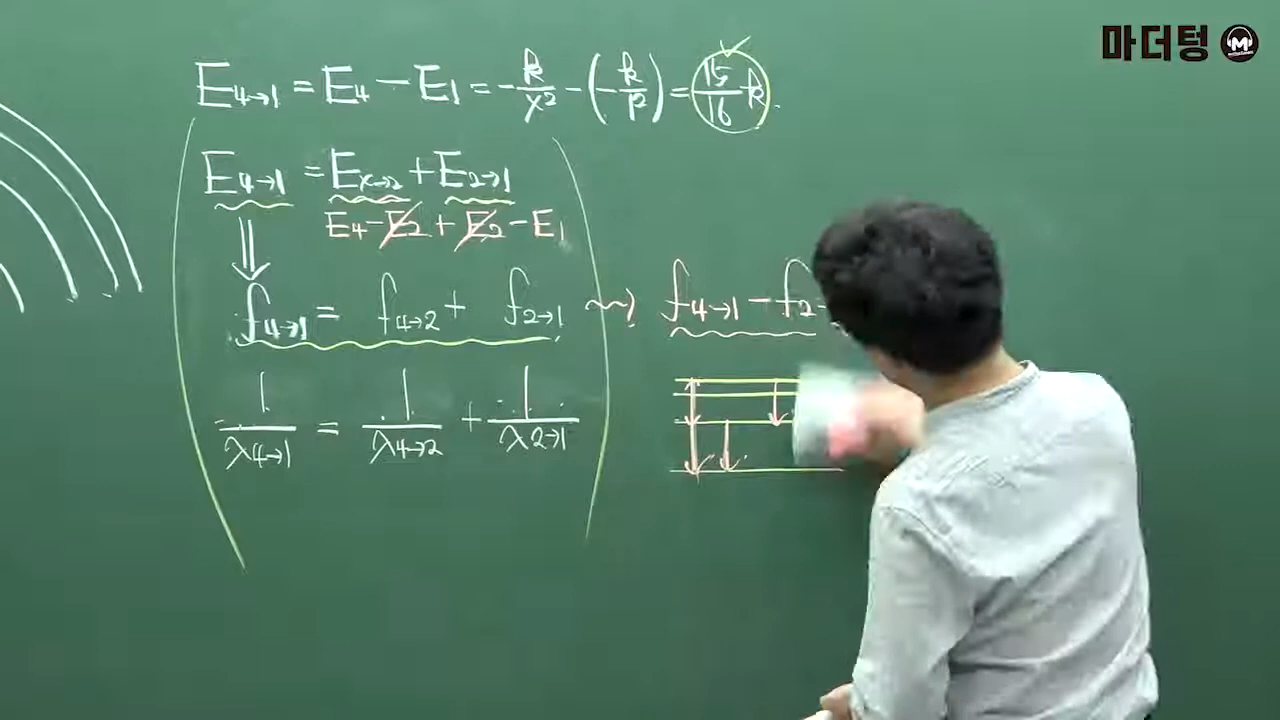 마더텅
E4→1 = E4 − E1 = −k/x² − (−k/1²) = 15/16 k.
E4→1 = Ex→2 + E2→1
E4−E2 + E2 − E1
f4→1 = f4→2 + f2→1 ⇝ f4→1 − f2
1/λ4→1 = 1/λ4→2 + 1/λ2→1